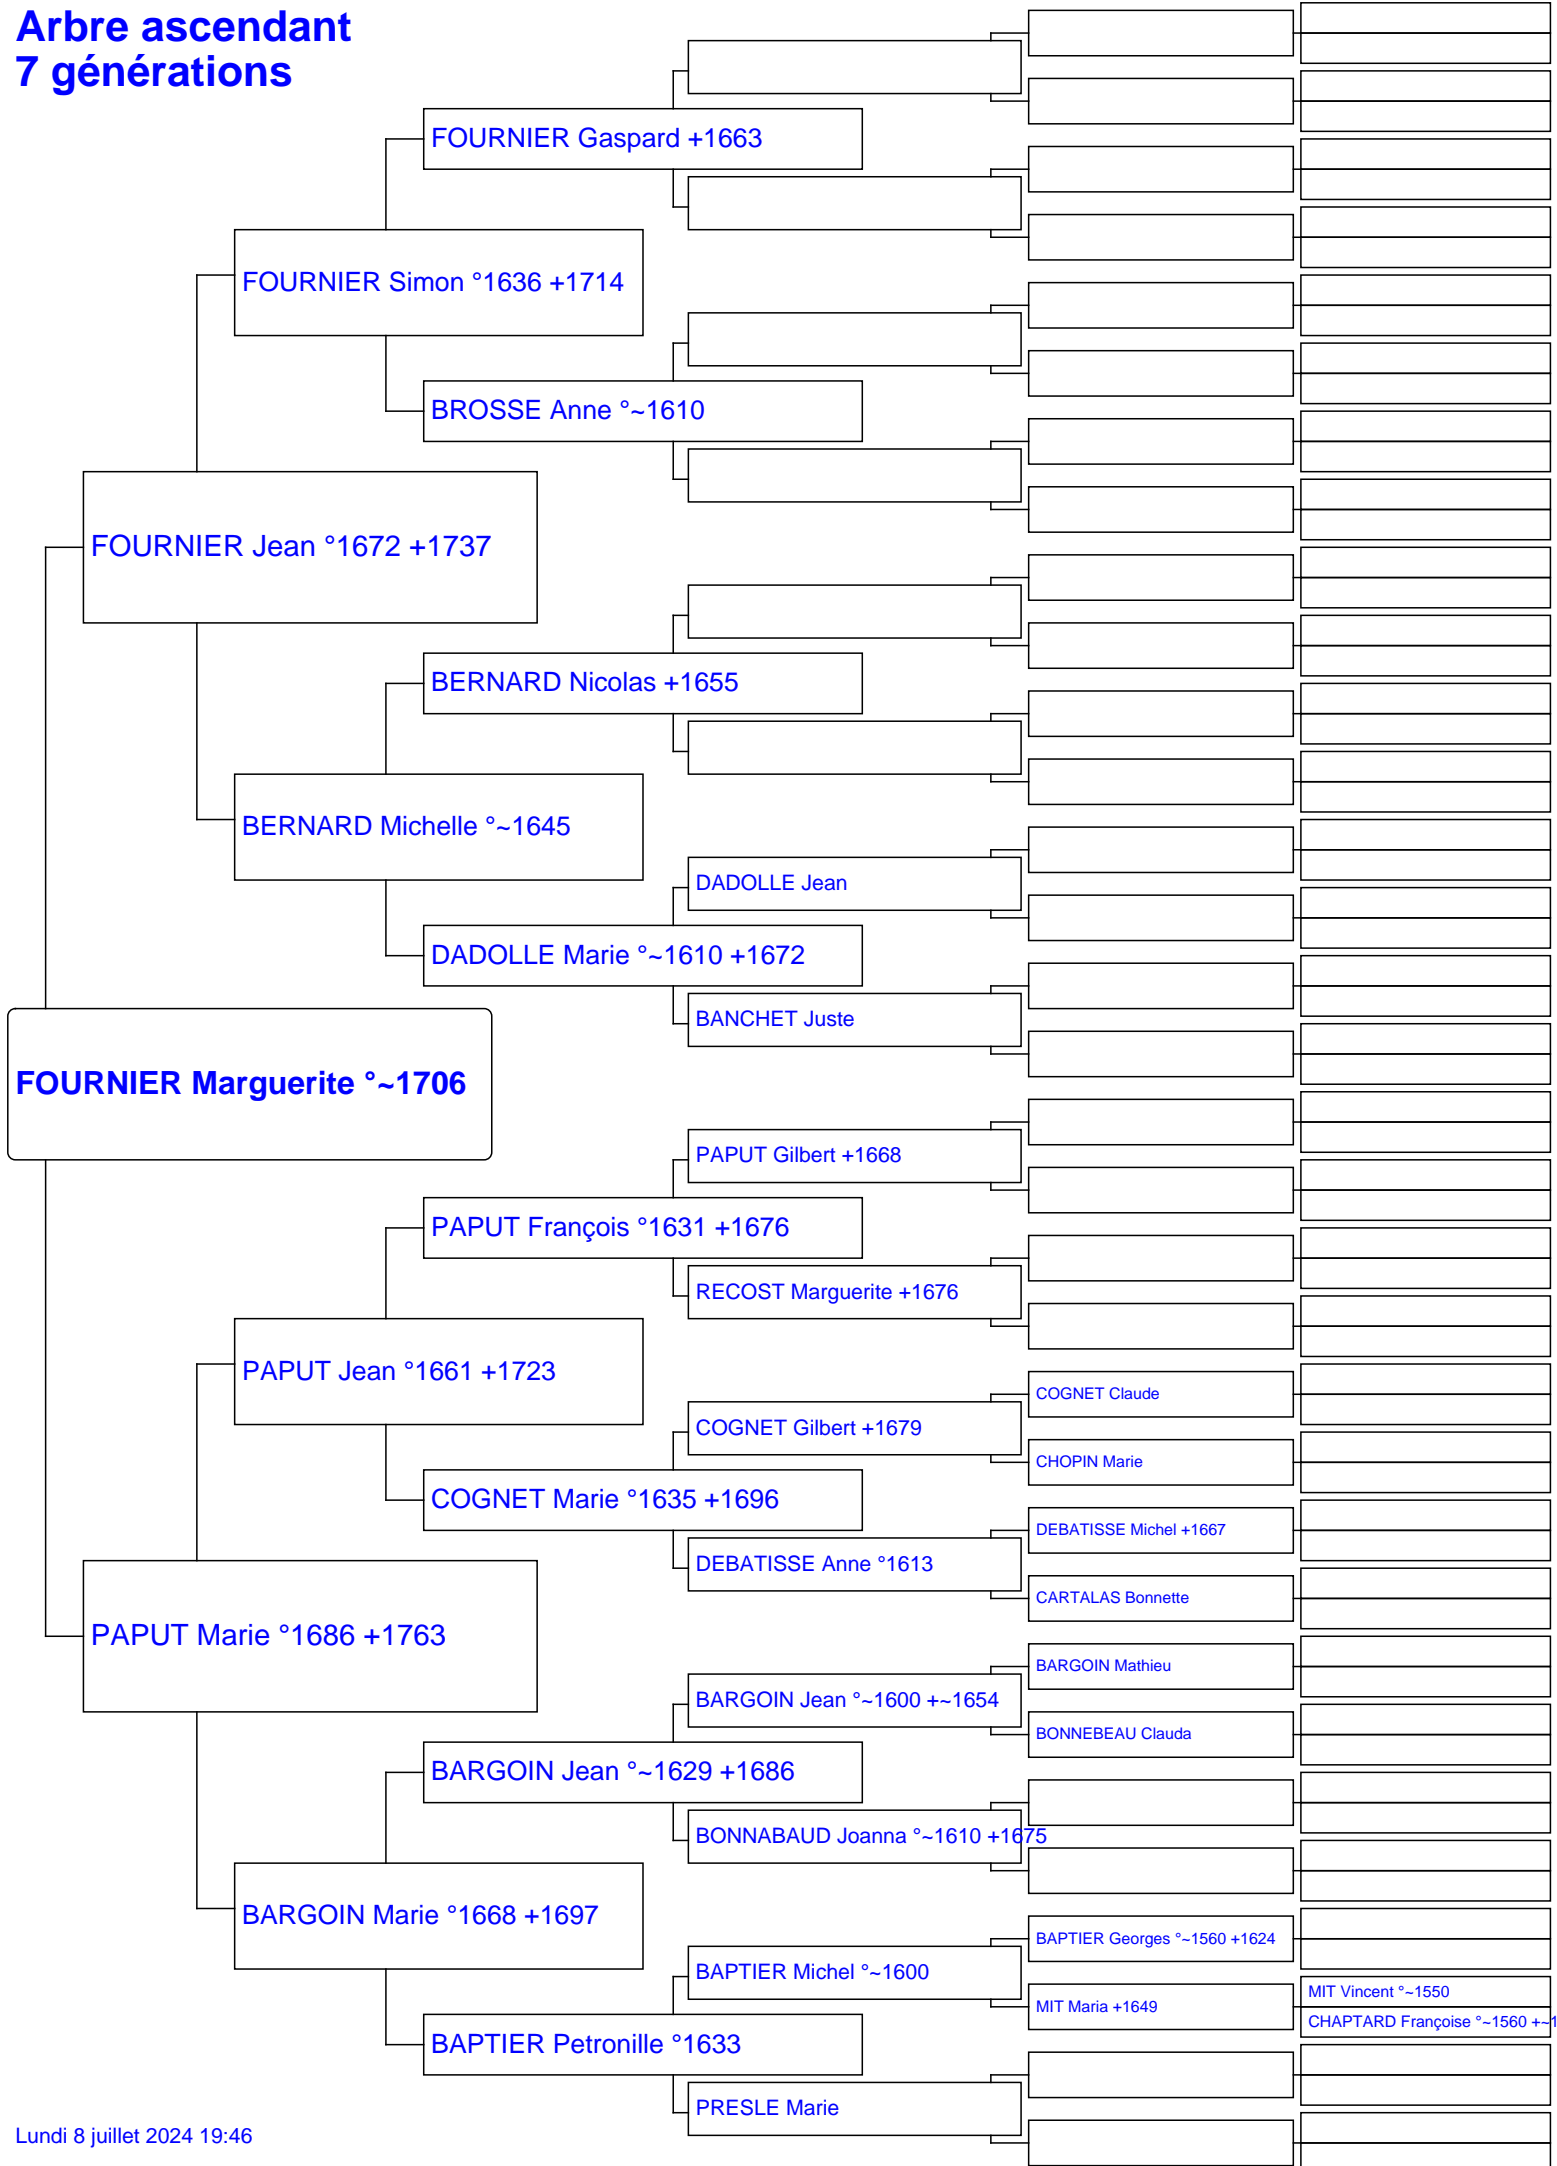 Arbre ascendant
7 générations
FOURNIER Gaspard +1663
FOURNIER Simon °1636 +1714
BROSSE Anne °~1610
FOURNIER Jean °1672 +1737
BERNARD Nicolas +1655
BERNARD Michelle °~1645
DADOLLE Jean
DADOLLE Marie °~1610 +1672
BANCHET Juste
FOURNIER Marguerite °~1706
PAPUT Gilbert +1668
PAPUT François °1631 +1676
RECOST Marguerite +1676
PAPUT Jean °1661 +1723
COGNET Claude
COGNET Gilbert +1679
CHOPIN Marie
COGNET Marie °1635 +1696
DEBATISSE Michel +1667
DEBATISSE Anne °1613
CARTALAS Bonnette
PAPUT Marie °1686 +1763
BARGOIN Mathieu
BARGOIN Jean °~1600 +~1654
BONNEBEAU Clauda
BARGOIN Jean °~1629 +1686
BONNABAUD Joanna °~1610 +1675
BARGOIN Marie °1668 +1697
BAPTIER Georges °~1560 +1624
BAPTIER Michel °~1600
MIT Vincent °~1550
MIT Maria +1649
CHAPTARD Françoise °~1560 +~1
BAPTIER Petronille °1633
PRESLE Marie
Lundi 8 juillet 2024 19:46